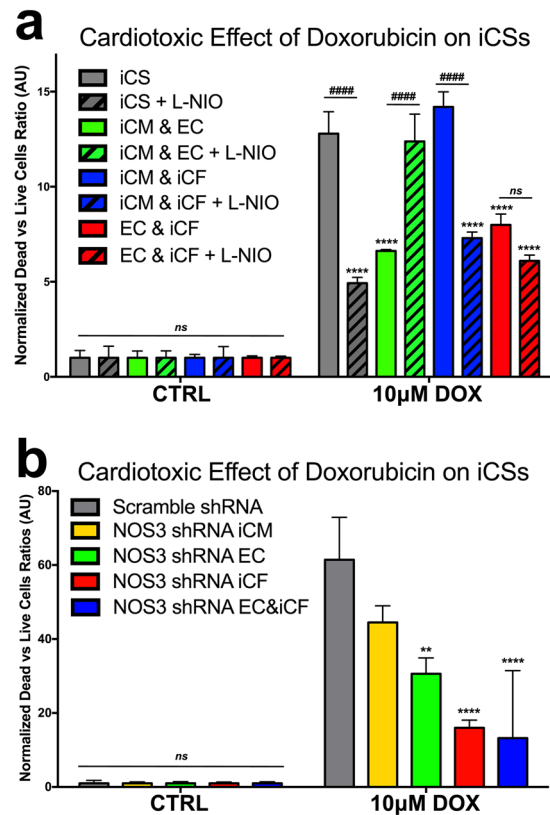 a
Cardiotoxic Effect of Doxorubicin on iCSs
Normalized Dead vs Live Cells Ratio (AU)
15
10
5
0
iCS
iCS + L-NIO
iCM & EC
iCM & EC + L-NIO
iCM & iCF
iCM & iCF + L-NIO
EC & iCF
EC & iCF + L-NIO
ns
####
####
####
ns
****
****
****
****
****
CTRL
10µM DOX
b
Cardiotoxic Effect of Doxorubicin on iCSs
Normalized Dead vs Live Cells Ratios (AU)
80
60
40
20
0
Scramble shRNA
NOS3 shRNA iCM
NOS3 shRNA EC
NOS3 shRNA iCF
NOS3 shRNA EC&iCF
ns
**
****
****
CTRL
10µM DOX